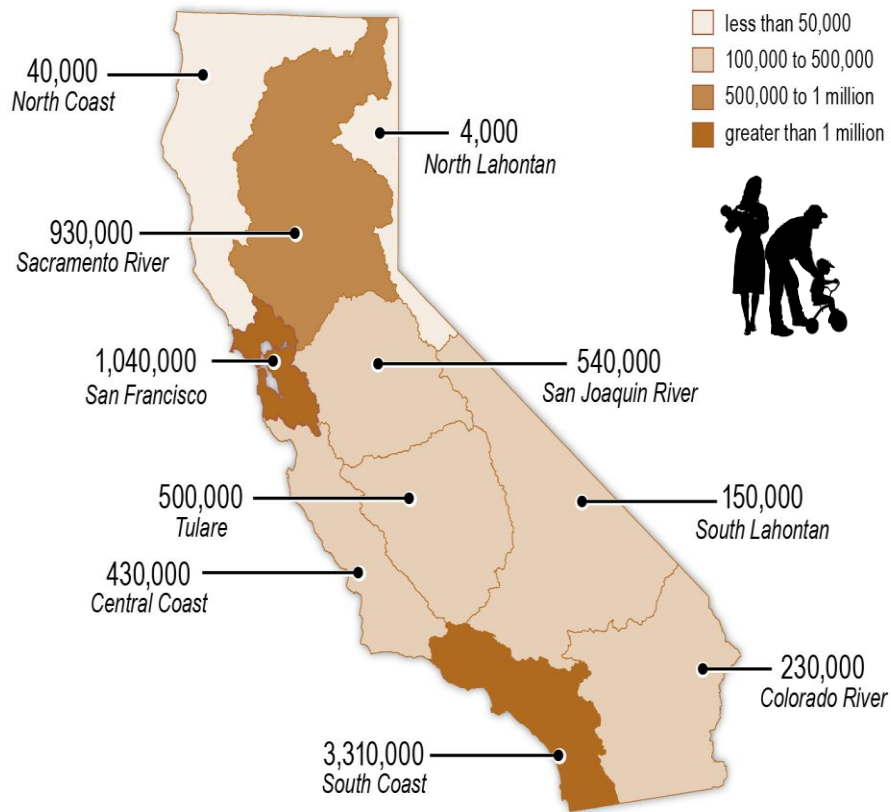 less than 50,000
100,000 to 500,000
500,000 to 1 million
greater than 1 million
40,000
North Coast
4,000
North Lahontan
930,000
Sacramento River
1,040,000
San Francisco
540,000
San Joaquin River
500,000
Tulare
150,000
South Lahontan
430,000
Central Coast
230,000
Colorado River
3,310,000
South Coast